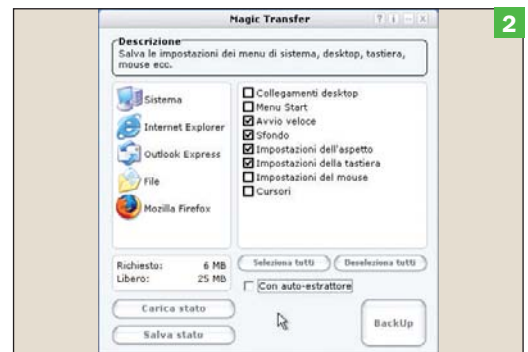 Magic Transfer
2
Descrizione
Salva le impostazioni dei menu di sistema, desktop, tastiera,
mouse ecc.
Sistema
Internet Explorer
Outlook Express
File
Mozilla Firefox
Collegamenti desktop
Menu Start
Avvio veloce
Sfondo
Impostazioni dell'aspetto
Impostazioni della tastiera
Impostazioni del mouse
Cursori
Richiesto: 6 MB
Libero: 25 MB
Seleziona tutti
Deseleziona tutti
Con auto-estrattore
Carica stato
Salva stato
BackUp